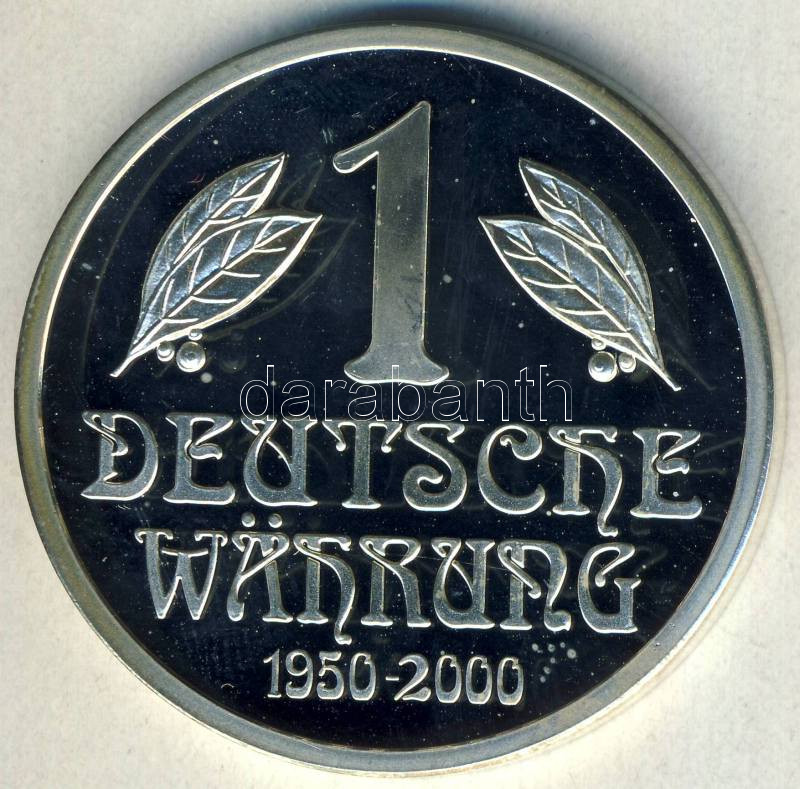 1
darabanth
DEUTSCHE
WÄHRUNG
1950-2000